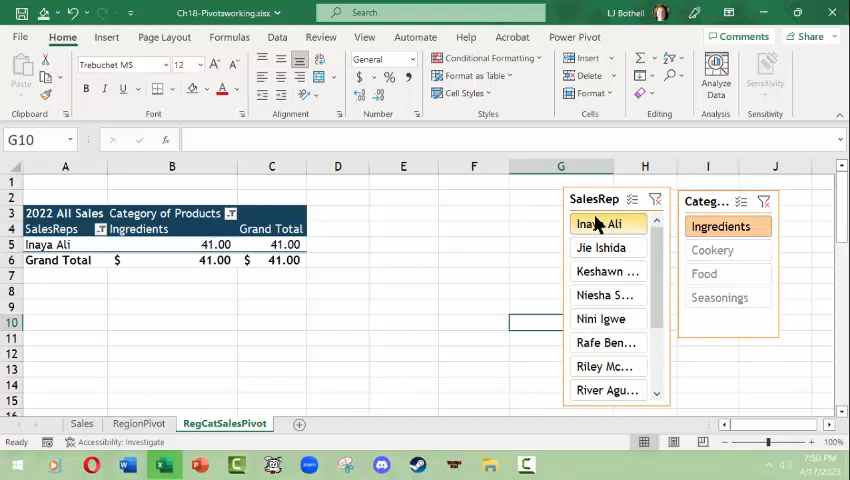 Ch18-Pivotsworking.xlsx
Search
LJ Bothell
File Home Insert Page Layout Formulas Data Review View Automate Help Acrobat Power Pivot Comments Share
Trebuchet MS 12 General Conditional Formatting Insert
Paste B I U $ % Format as Table Delete Analyze Data Sensitivity
Cell Styles Format
Clipboard Font Alignment Number Styles Cells Editing Analysis Sensitivity
G10 fx
A B C D E F G H I J
1
2
3 2022 All Sales Category of Products
4 SalesReps Ingredients Grand Total
5 Inaya Ali 41.00 41.00
6 Grand Total $ 41.00 $ 41.00
7
8
9
10
11
12
13
14
15
16
SalesRep
Inaya Ali
Jie Ishida
Keshawn ...
Niesha S...
Nini Igwe
Rafe Ben...
Riley Mc...
River Agu...
Categ...
Ingredients
Cookery
Food
Seasonings
Sales RegionPivot RegCatSalesPivot
Ready Accessibility: Investigate 100%
7:50 PM
4/17/2023